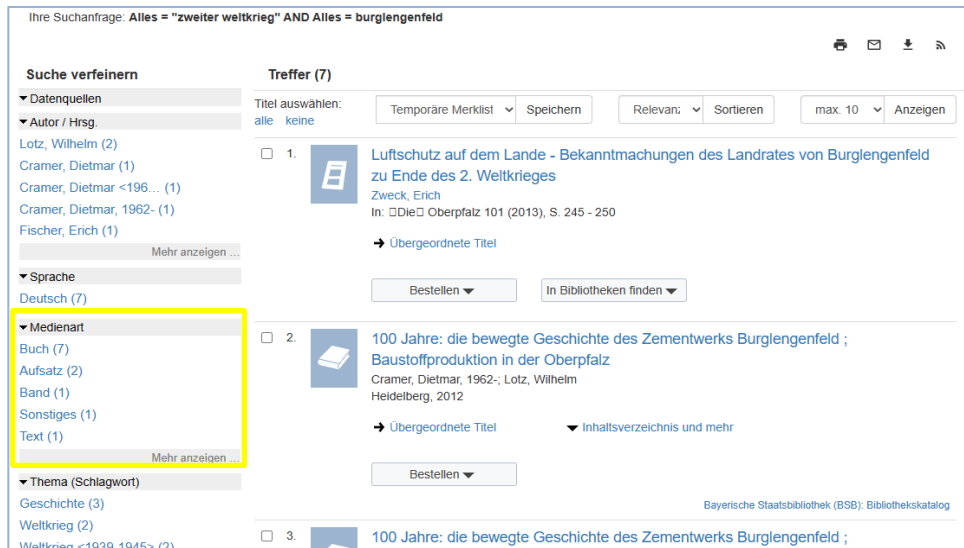 Ihre Suchanfrage: Alles = "zweiter weltkrieg" AND Alles = burglengenfeld
Suche verfeinern
▼Datenquellen
▼Autor / Hrsg.
Lotz, Wilhelm (2)
Cramer, Dietmar (1)
Cramer, Dietmar <196… (1)
Cramer, Dietmar, 1962- (1)
Fischer, Erich (1)
Mehr anzeigen ...
▼Sprache
Deutsch (7)
▼Medienart
Buch (7)
Aufsatz (2)
Band (1)
Sonstiges (1)
Text (1)
Mehr anzeigen ...
▼Thema (Schlagwort)
Geschichte (3)
Weltkrieg (2)
Weltkrieg <1939-1945> (2)
Treffer (7)
Titel auswählen:
alle keine
Temporäre Merklist Speichern Relevanz Sortieren max. 10 Anzeigen
1.
Luftschutz auf dem Lande - Bekanntmachungen des Landrates von Burglengenfeld
zu Ende des 2. Weltkrieges
Zweck, Erich
In: □Die□ Oberpfalz 101 (2013), S. 245 - 250
➔ Übergeordnete Titel
Bestellen ▼ In Bibliotheken finden ▼
2.
100 Jahre: die bewegte Geschichte des Zementwerks Burglengenfeld ;
Baustoffproduktion in der Oberpfalz
Cramer, Dietmar, 1962-; Lotz, Wilhelm
Heidelberg, 2012
➔ Übergeordnete Titel ▼ Inhaltsverzeichnis und mehr
Bestellen ▼
Bayerische Staatsbibliothek (BSB): Bibliothekskatalog
3.
100 Jahre: die bewegte Geschichte des Zementwerks Burglengenfeld ;